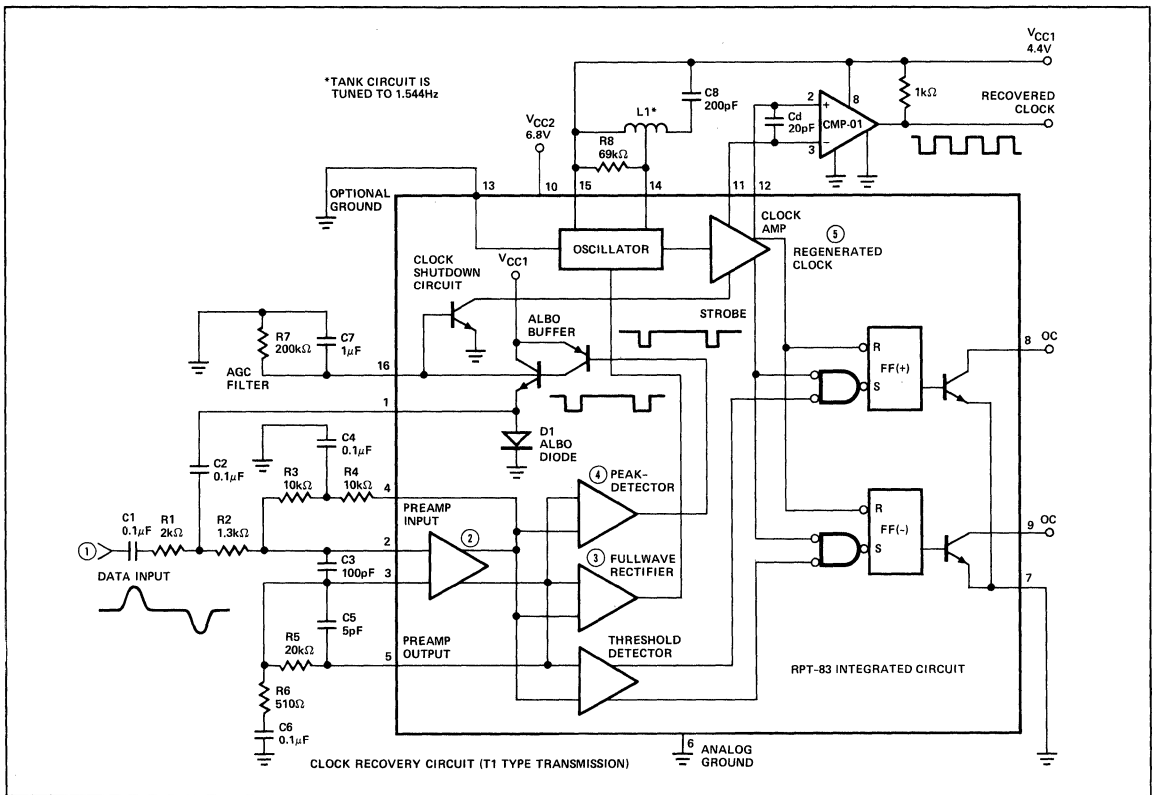 VCC1
4.4V
*TANK CIRCUIT IS
TUNED TO 1.544Hz
C8
200pF
1kΩ
RECOVERED
CLOCK
L1*
2
+
8
Cd
20pF
CMP-01
−
3
VCC2
6.8V
R8
69kΩ
OPTIONAL
GROUND
13
10
15
14
11
12
OSCILLATOR
CLOCK
AMP
5
REGENERATED
CLOCK
CLOCK
SHUTDOWN
CIRCUIT
VCC1
ALBO
BUFFER
STROBE
R7
200kΩ
C7
1µF
AGC
FILTER
16
R
FF(+)
S
8
OC
1
D1
ALBO
DIODE
C2
0.1µF
C4
0.1µF
R3
10kΩ
R4
10kΩ
4
PREAMP
INPUT
4
PEAK-
DETECTOR
C1
0.1µF
R1
2kΩ
R2
1.3kΩ
1
DATA INPUT
2
2
C3
100pF
3
3
FULLWAVE
RECTIFIER
R
FF(−)
S
9
OC
7
C5
5pF
R5
20kΩ
PREAMP
OUTPUT
5
THRESHOLD
DETECTOR
RPT-83 INTEGRATED CIRCUIT
R6
510Ω
C6
0.1µF
6
ANALOG
GROUND
CLOCK RECOVERY CIRCUIT (T1 TYPE TRANSMISSION)